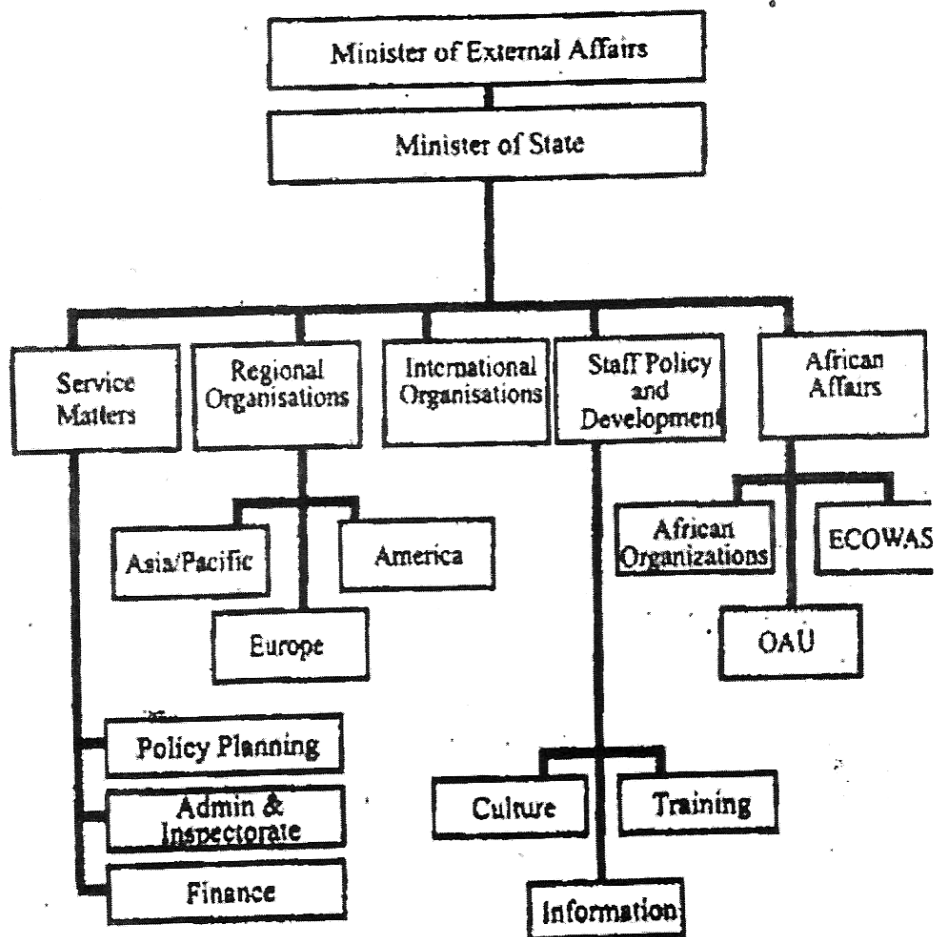 Minister of External Affairs
Minister of State
Service
Matters
Regional
Organisations
International
Organisations
Staff Policy
and
Development
African
Affairs
Asia/Pacific
America
Europe
African
Organizations
ECOWAS
OAU
Policy Planning
Admin &
Inspectorate
Finance
Culture
Training
Information